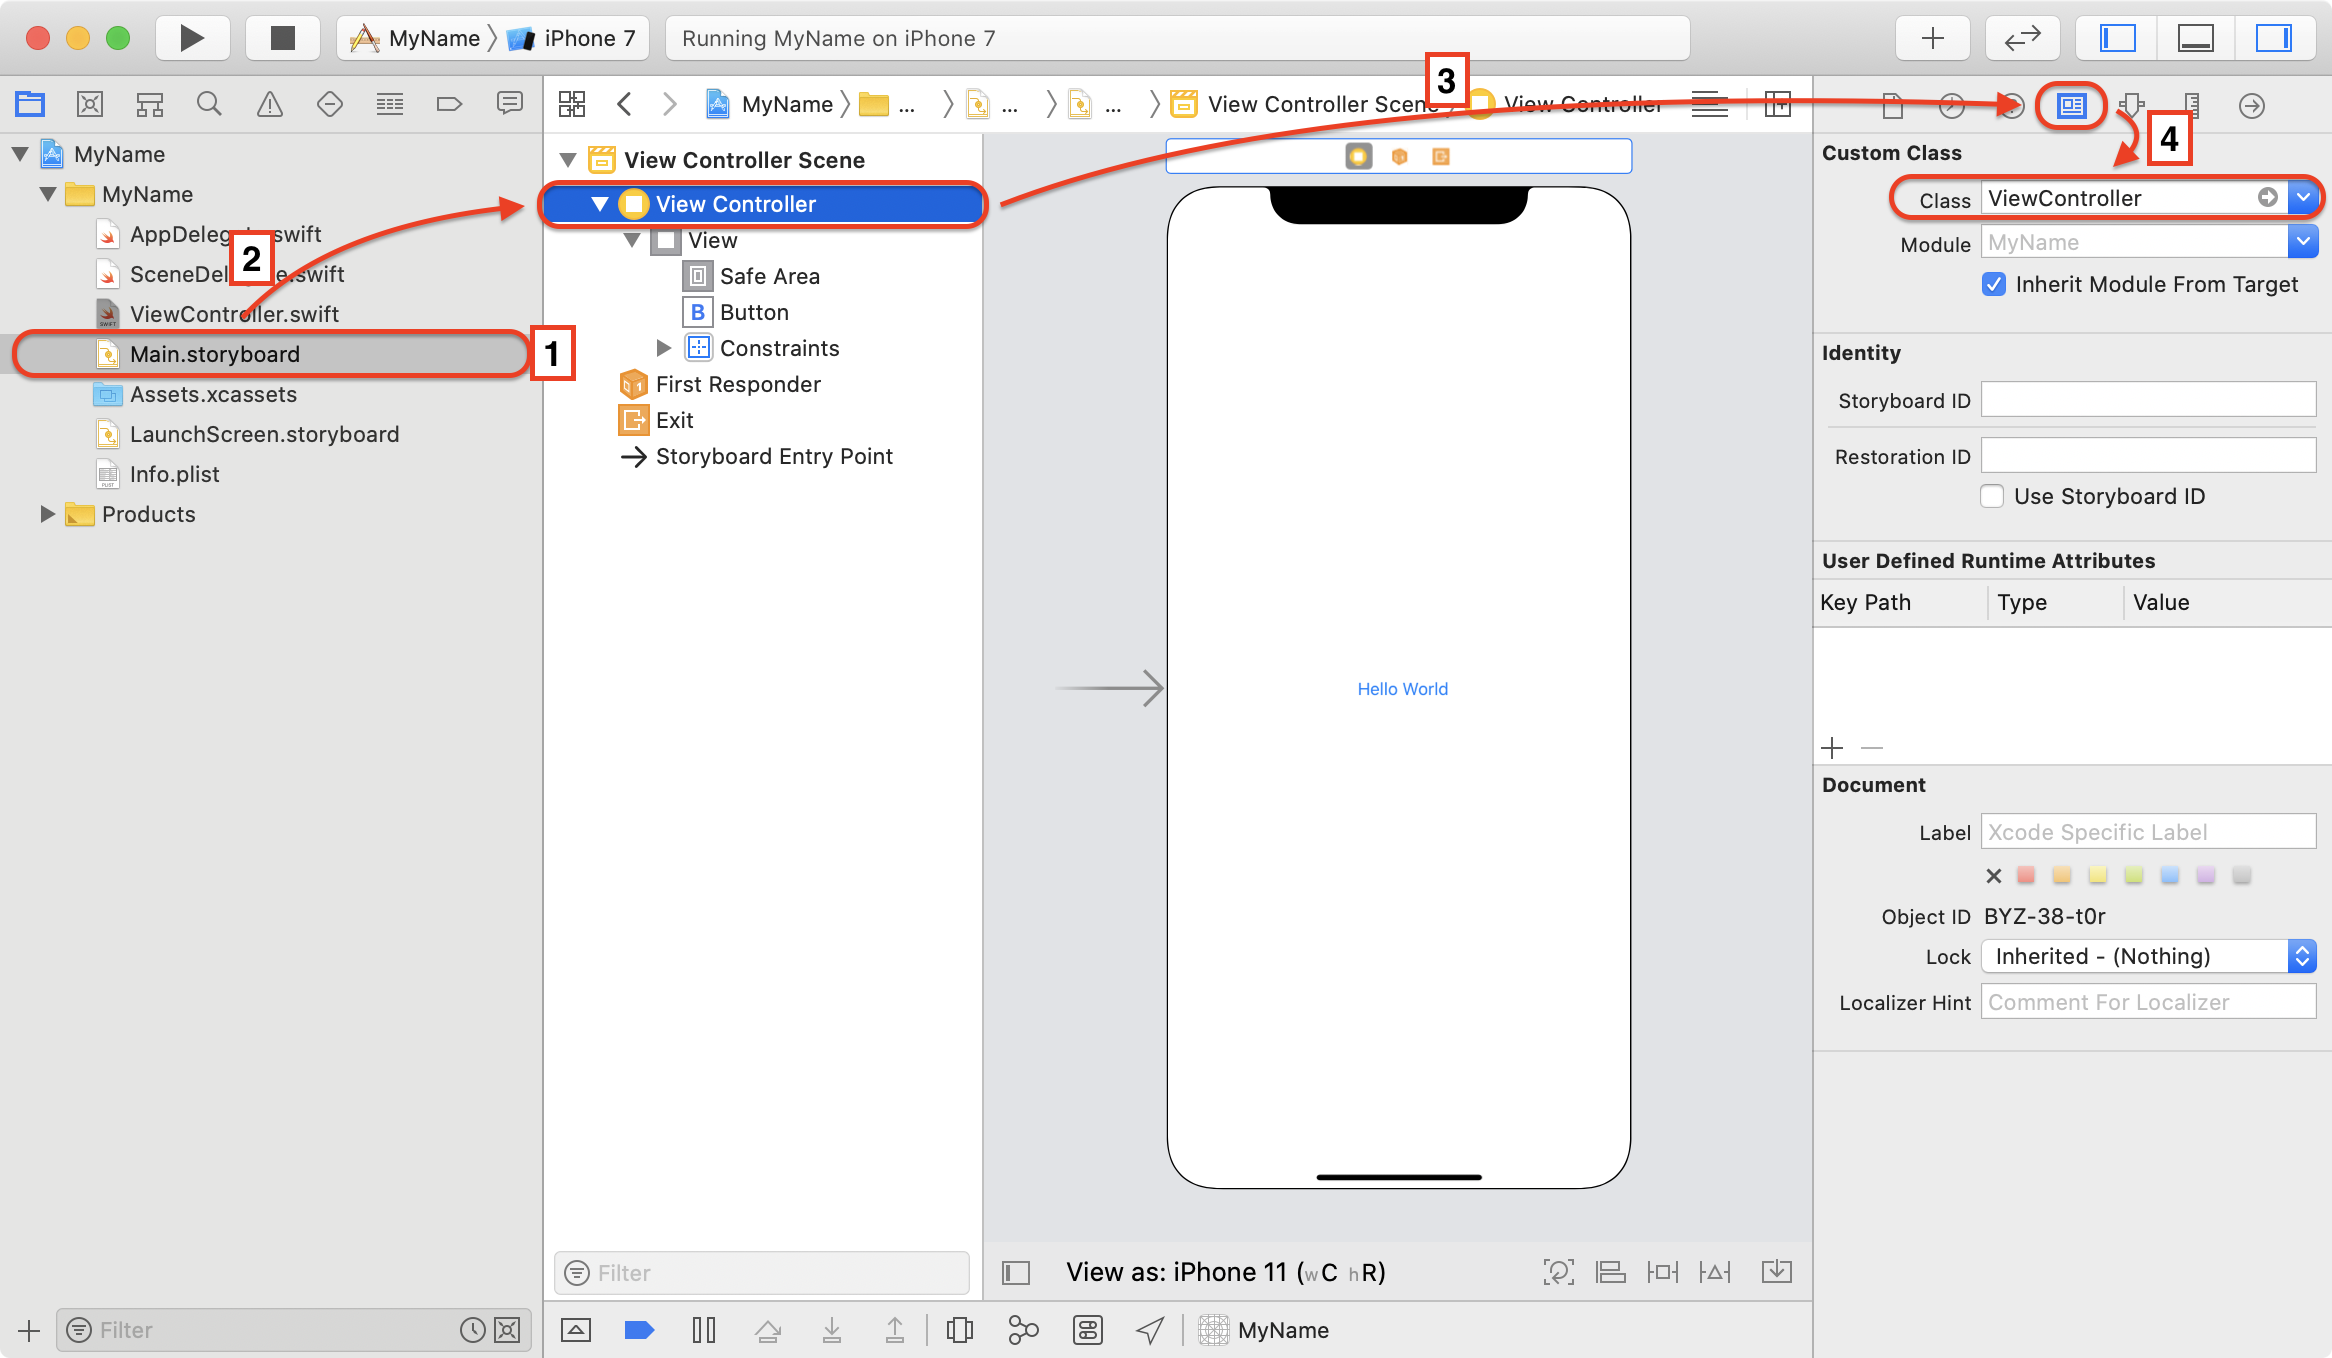 MyName iPhone 7
Running MyName on iPhone 7
MyName ... ... ... View Controller Scene View Controller
3
MyName
MyName
AppDelegate.swift
SceneDelegate.swift
ViewController.swift
Main.storyboard
Assets.xcassets
LaunchScreen.storyboard
Info.plist
Products
2
1
Filter
View Controller Scene
View Controller
View
Safe Area
B Button
Constraints
First Responder
Exit
Storyboard Entry Point
Filter
Hello World
View as: iPhone 11 (wC hR)
MyName
4
Custom Class
Class ViewController
Module MyName
Inherit Module From Target
Identity
Storyboard ID
Restoration ID
Use Storyboard ID
User Defined Runtime Attributes
Key Path Type Value
Document
Label Xcode Specific Label
Object ID BYZ-38-t0r
Lock Inherited - (Nothing)
Localizer Hint Comment For Localizer